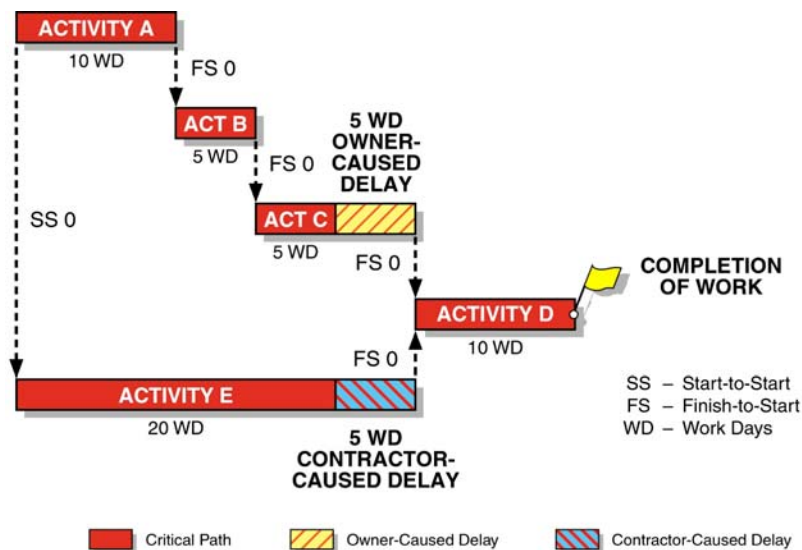 ACTIVITY A
10 WD
FS 0
ACT B
5 WD
FS 0
5 WD
OWNER-
CAUSED
DELAY
SS 0
ACT C
5 WD
FS 0
COMPLETION
OF WORK
ACTIVITY D
10 WD
FS 0
ACTIVITY E
20 WD
5 WD
CONTRACTOR-
CAUSED DELAY
SS – Start-to-Start
FS – Finish-to-Start
WD – Work Days
Critical Path
Owner-Caused Delay
Contractor-Caused Delay